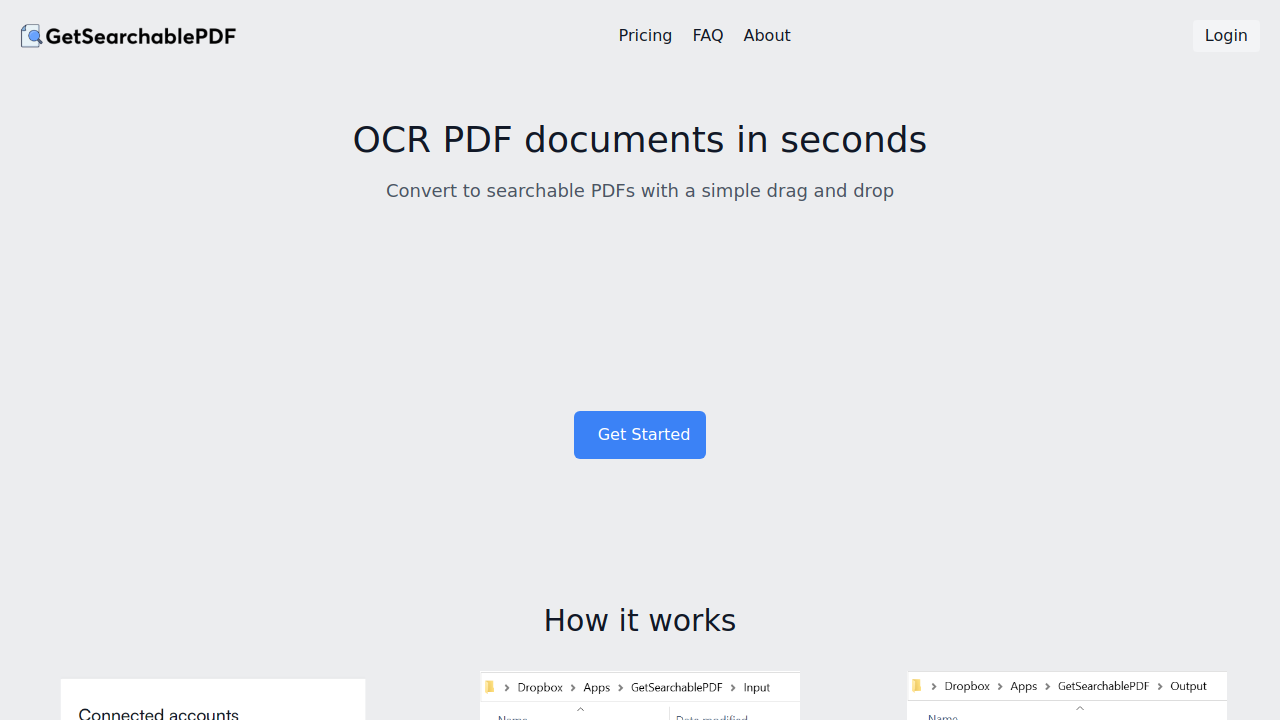 GetSearchablePDF
Pricing
FAQ
About
Login
OCR PDF documents in seconds
Convert to searchable PDFs with a simple drag and drop
Get Started
How it works
Connected accounts
Dropbox > Apps > GetSearchablePDF > Input
Name
Date modified
Dropbox > Apps > GetSearchablePDF > Output
Name